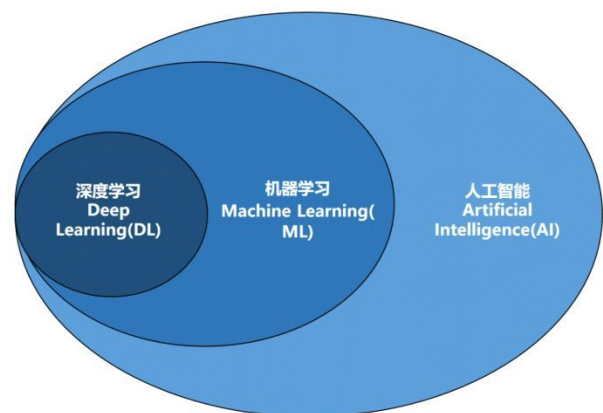 深度学习
Deep
Learning(DL)
机器学习
Machine Learning(
ML)
人工智能
Artificial
Intelligence(AI)